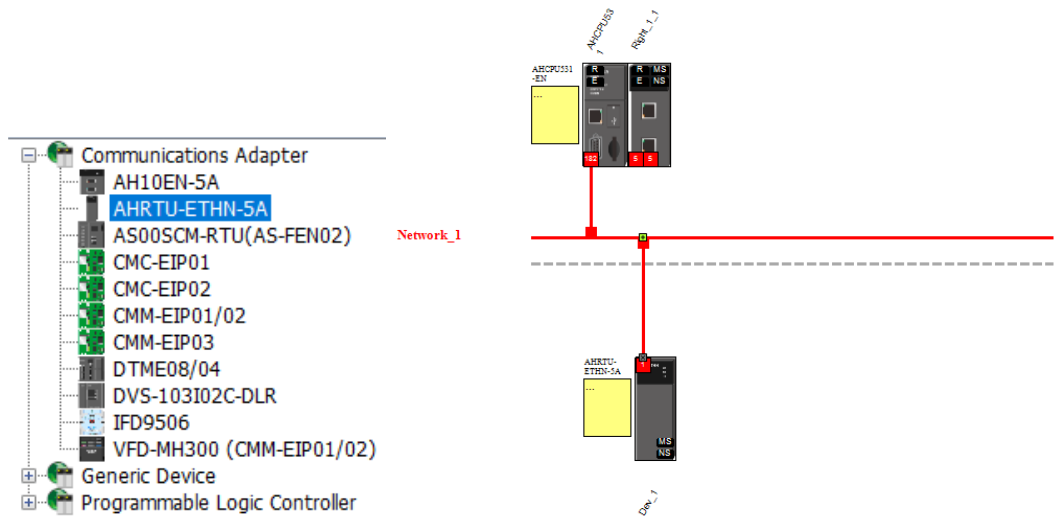 Communications Adapter
AH10EN-5A
AHRTU-ETHN-5A
AS00SCM-RTU(AS-FEN02)
CMC-EIP01
CMC-EIP02
CMM-EIP01/02
CMM-EIP03
DTME08/04
DVS-103I02C-DLR
IFD9506
VFD-MH300 (CMM-EIP01/02)
Generic Device
Programmable Logic Controller
AHCPU53
1
Right_1_1
AHCPU531
-EN
...
R
E
R MS
E NS
182
5 5
Network_1
AHRTU-
ETHN-5A
...
1
MS
NS
Dev_1